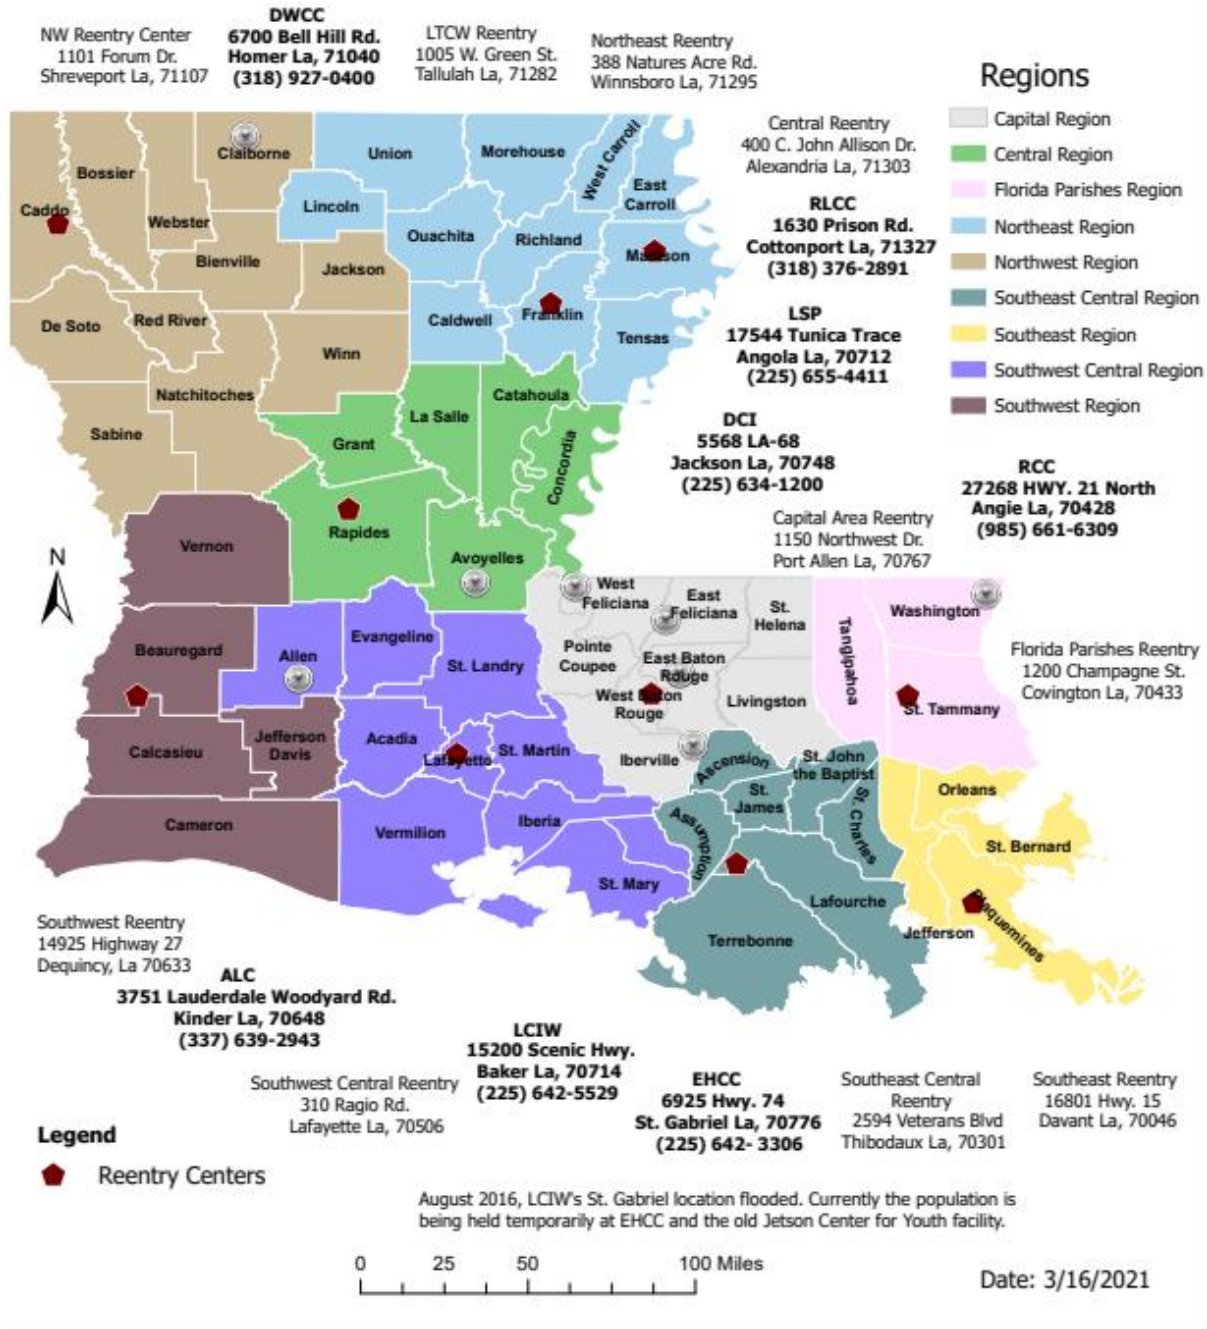 NW Reentry Center
1101 Forum Dr.
Shreveport La, 71107
DWCC
6700 Bell Hill Rd.
Homer La, 71040
(318) 927-0400
LTCW Reentry
1005 W. Green St.
Tallulah La, 71282
Northeast Reentry
388 Natures Acre Rd.
Winnsboro La, 71295
Regions
Capital Region
Central Region
Florida Parishes Region
Northeast Region
Northwest Region
Southeast Central Region
Southeast Region
Southwest Central Region
Southwest Region
Central Reentry
400 C. John Allison Dr.
Alexandria La, 71303
RLCC
1630 Prison Rd.
Cottonport La, 71327
(318) 376-2891
LSP
17544 Tunica Trace
Angola La, 70712
(225) 655-4411
DCI
5568 LA-68
Jackson La, 70748
(225) 634-1200
RCC
27268 HWY. 21 North
Angie La, 70428
(985) 661-6309
Capital Area Reentry
1150 Northwest Dr.
Port Allen La, 70767
Caddo
Bossier
Webster
Claiborne
Union
Morehouse
West Carroll
East
Carroll
Lincoln
Ouachita
Richland
Madison
Bienville
Jackson
De Soto
Red River
Winn
Caldwell
Franklin
Tensas
Natchitoches
Sabine
Grant
La Salle
Catahoula
Concordia
Rapides
Avoyelles
Vernon
N
Beauregard
Allen
Evangeline
St. Landry
West
Feliciana
East
Feliciana
St.
Helena
Tangipahoa
Washington
Pointe
Coupee
East Baton
Rouge
West Baton
Rouge
Livingston
St. Tammany
Calcasieu
Jefferson
Davis
Acadia
Lafayette
St. Martin
Iberville
Ascension
St. John
the Baptist
St.
James
St. Charles
Assumption
Orleans
St. Bernard
Cameron
Vermilion
Iberia
St. Mary
Terrebonne
Lafourche
Jefferson
Plaquemines
Florida Parishes Reentry
1200 Champagne St.
Covington La, 70433
Southwest Reentry
14925 Highway 27
Dequincy, La 70633
ALC
3751 Lauderdale Woodyard Rd.
Kinder La, 70648
(337) 639-2943
LCIW
15200 Scenic Hwy.
Baker La, 70714
(225) 642-5529
Southwest Central Reentry
310 Ragio Rd.
Lafayette La, 70506
EHCC
6925 Hwy. 74
St. Gabriel La, 70776
(225) 642- 3306
Southeast Central
Reentry
2594 Veterans Blvd
Thibodaux La, 70301
Southeast Reentry
16801 Hwy. 15
Davant La, 70046
Legend
Reentry Centers
August 2016, LCIW's St. Gabriel location flooded. Currently the population is
being held temporarily at EHCC and the old Jetson Center for Youth facility.
0 25 50 100 Miles
Date: 3/16/2021